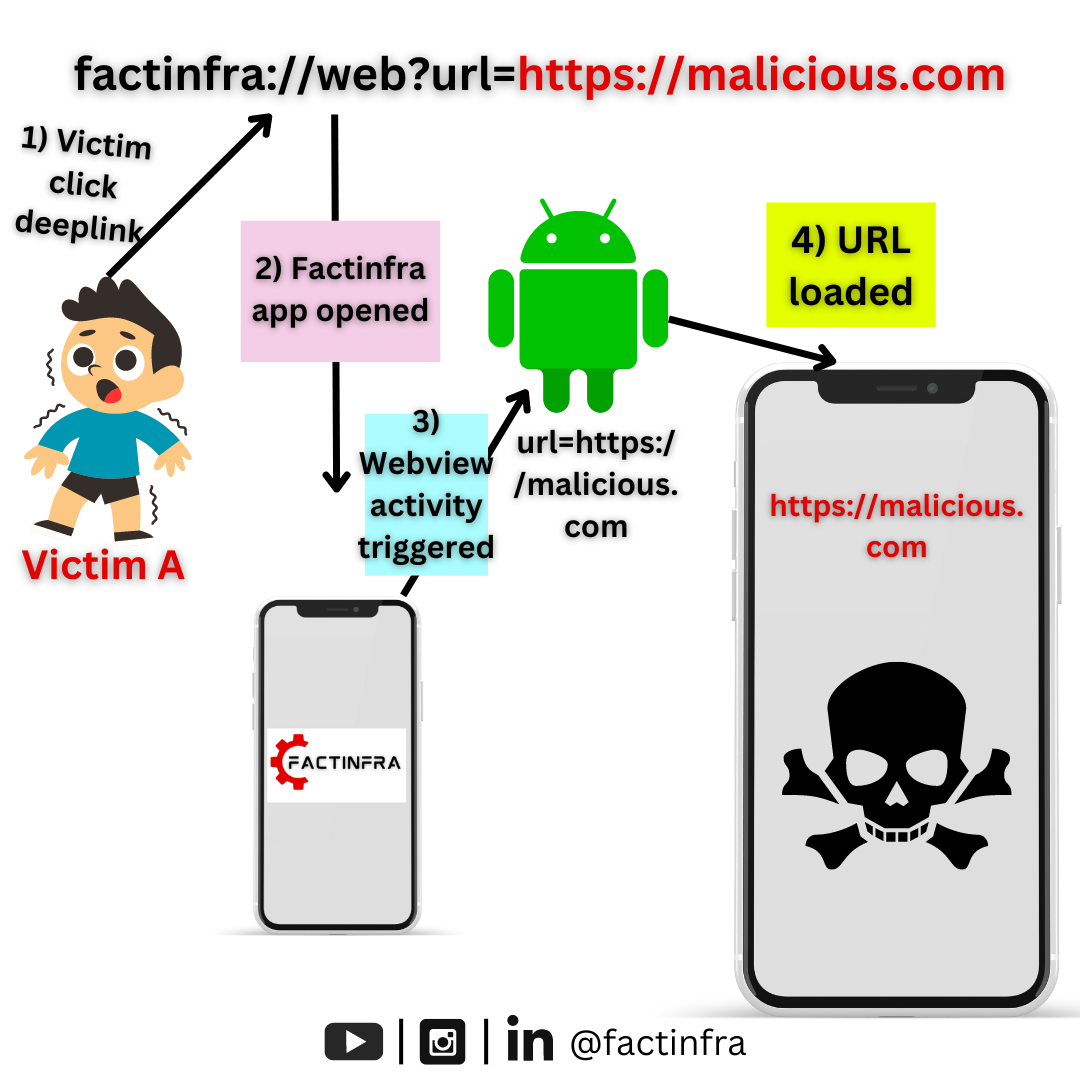 factinfra://web?url=https://malicious.com
1) Victim
click
deeplink
2) Factinfra
app opened
3)
Webview
activity
triggered
4) URL
loaded
url=https:/
/malicious.
com
https://malicious.
com
Victim A
FACTINFRA
in @factinfra